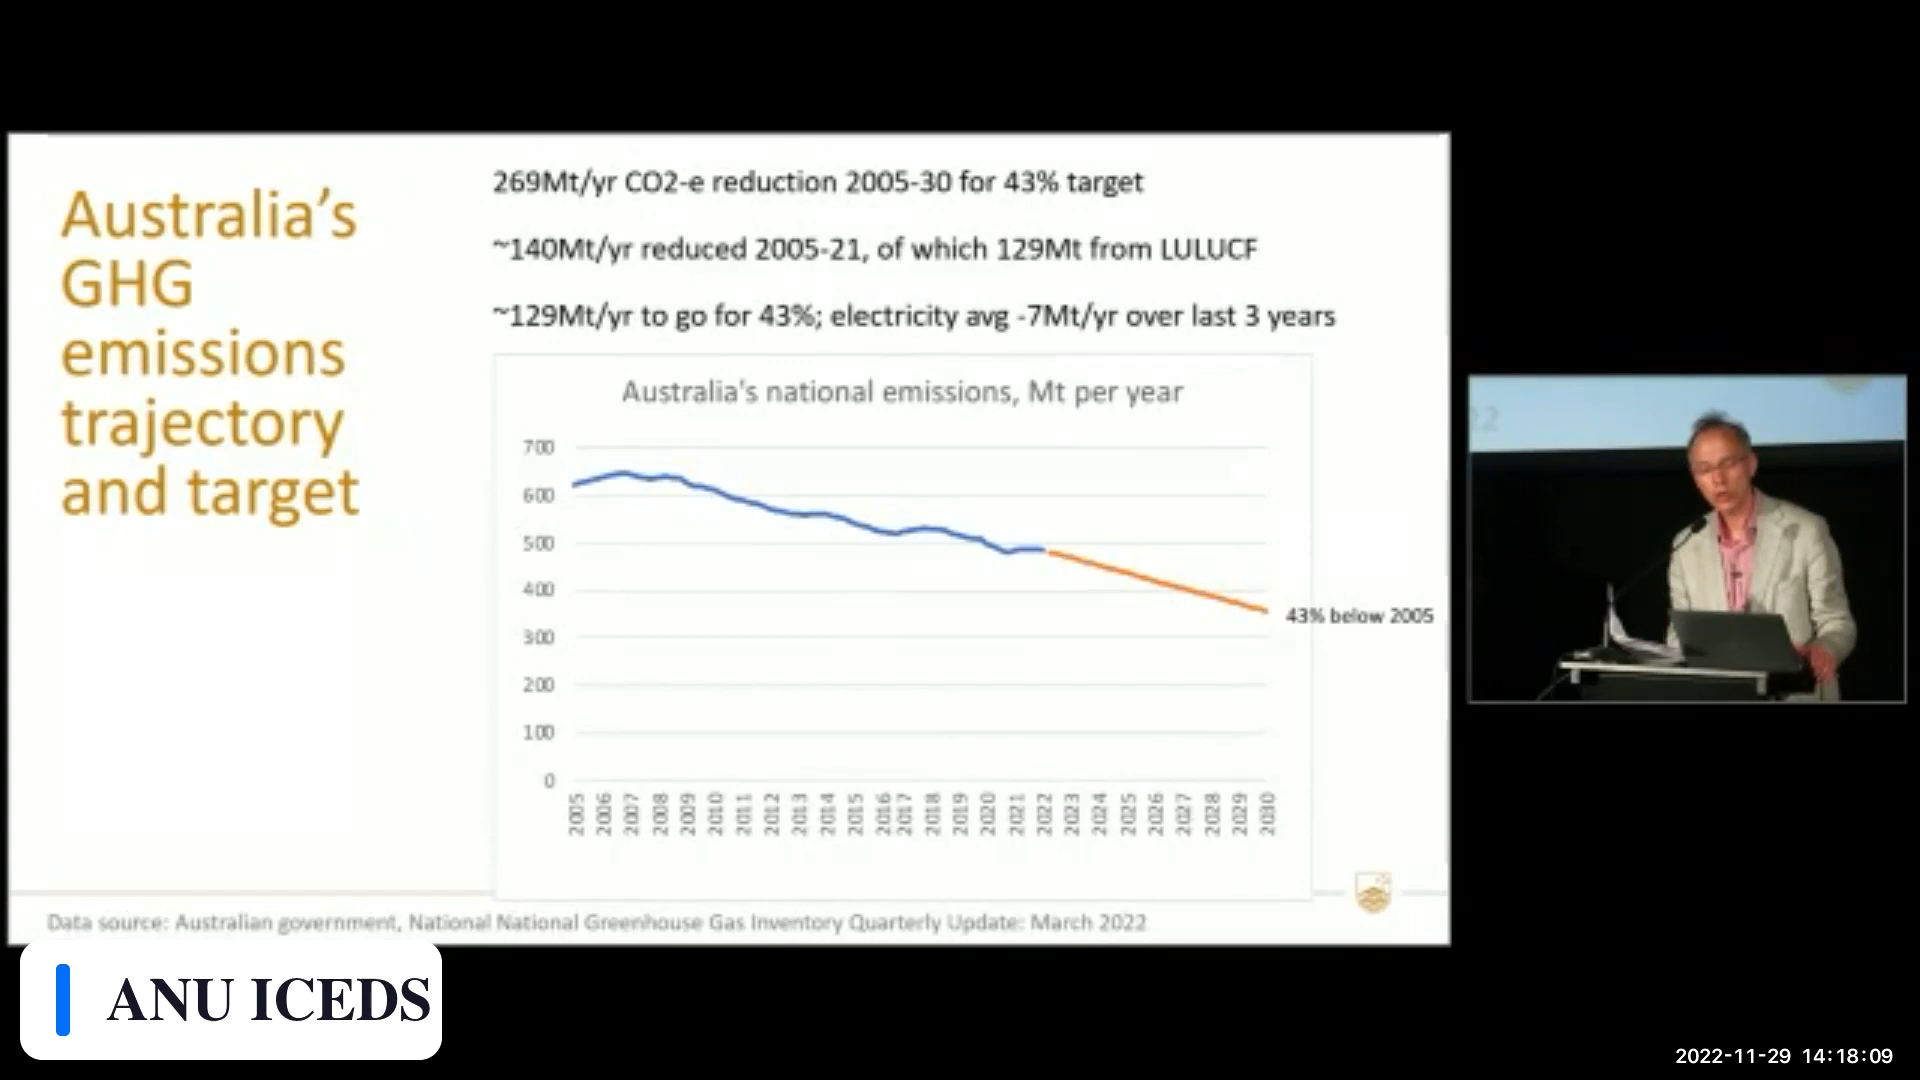 Australia's
GHG
emissions
trajectory
and target
269Mt/yr CO2-e reduction 2005-30 for 43% target
~140Mt/yr reduced 2005-21, of which 129Mt from LULUCF
~129Mt/yr to go for 43%; electricity avg -7Mt/yr over last 3 years
Australia's national emissions, Mt per year
700
600
500
400
300
200
100
0
2005 2006 2007 2008 2009 2010 2011 2012 2013 2014 2015 2016 2017 2018 2019 2020 2021 2022 2023 2024 2025 2026 2027 2028 2029 2030
43% below 2005
Data source: Australian government, National National Greenhouse Gas Inventory Quarterly Update: March 2022
22
ANU ICEDS
2022-11-29 14:18:09